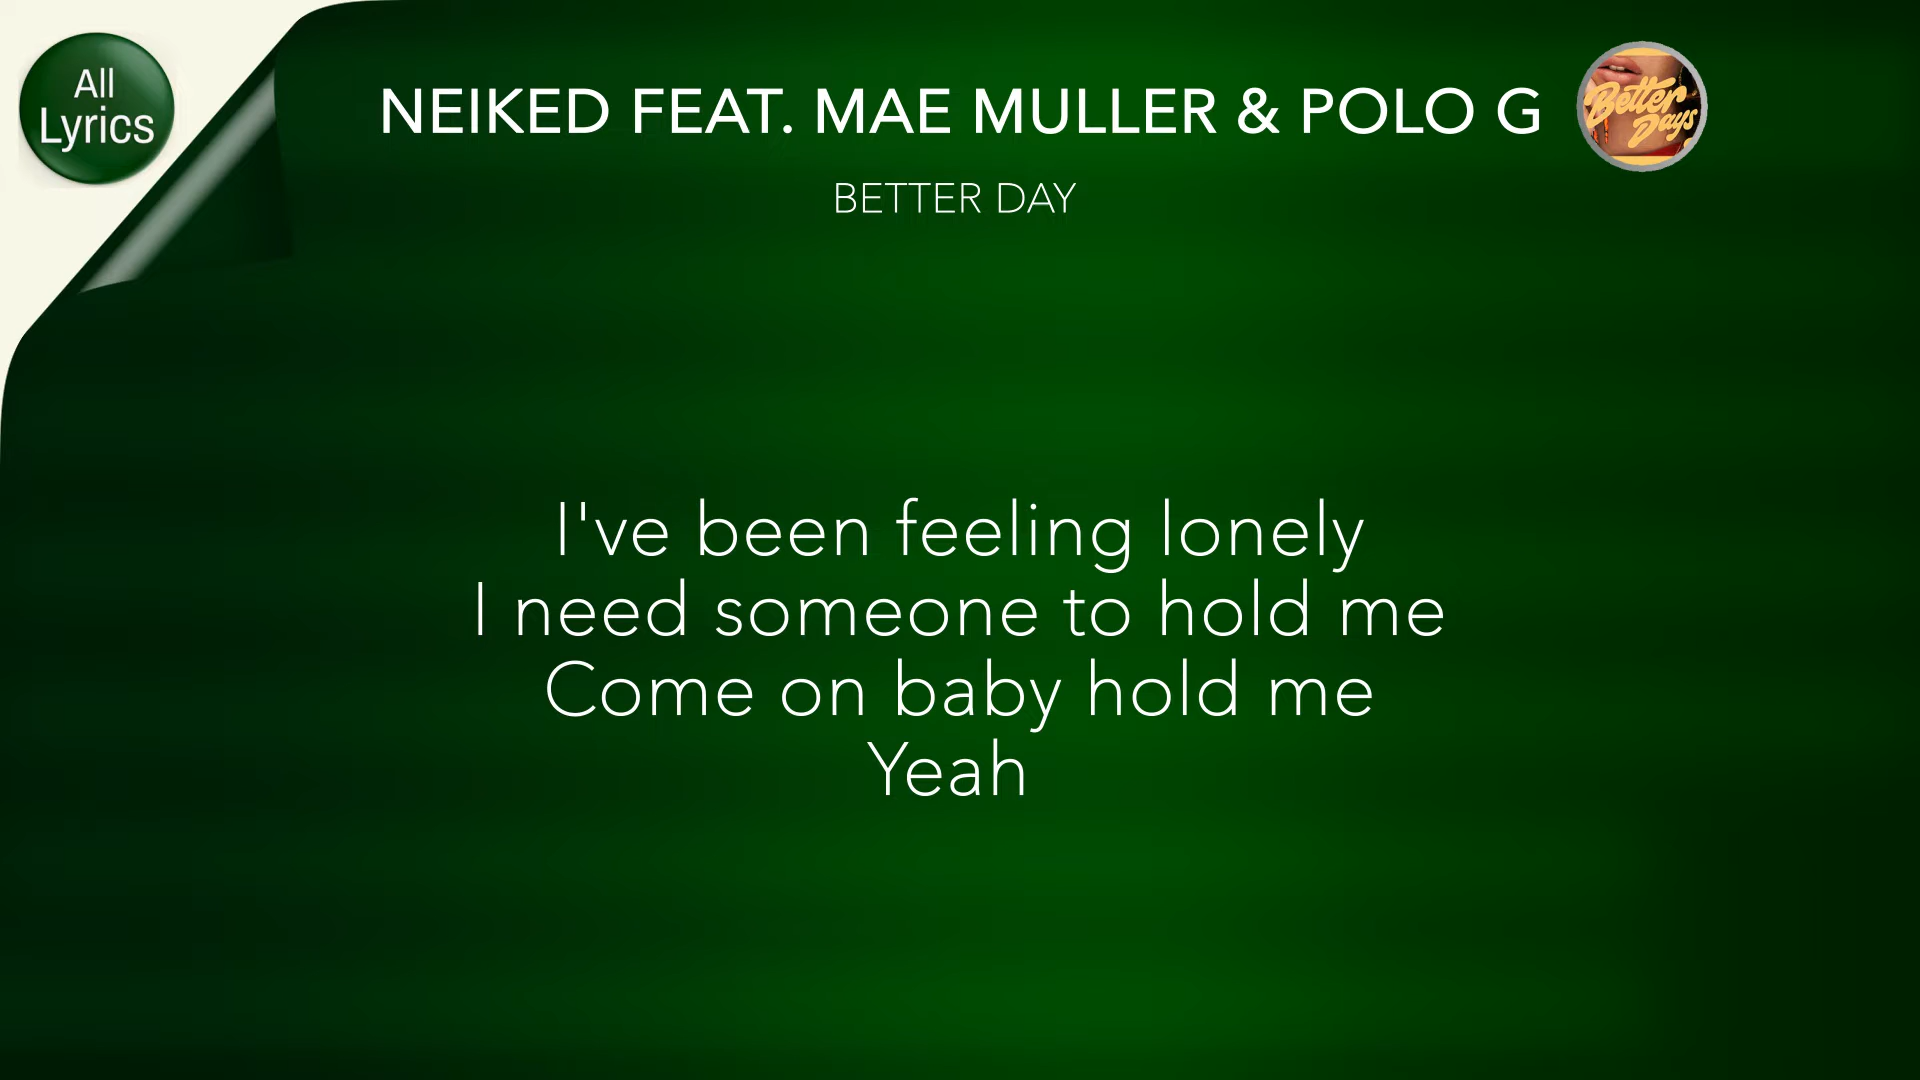 All
Lyrics
NEIKED FEAT. MAE MULLER & POLO G
Better
Days
BETTER DAY
I've been feeling lonely
I need someone to hold me
Come on baby hold me
Yeah